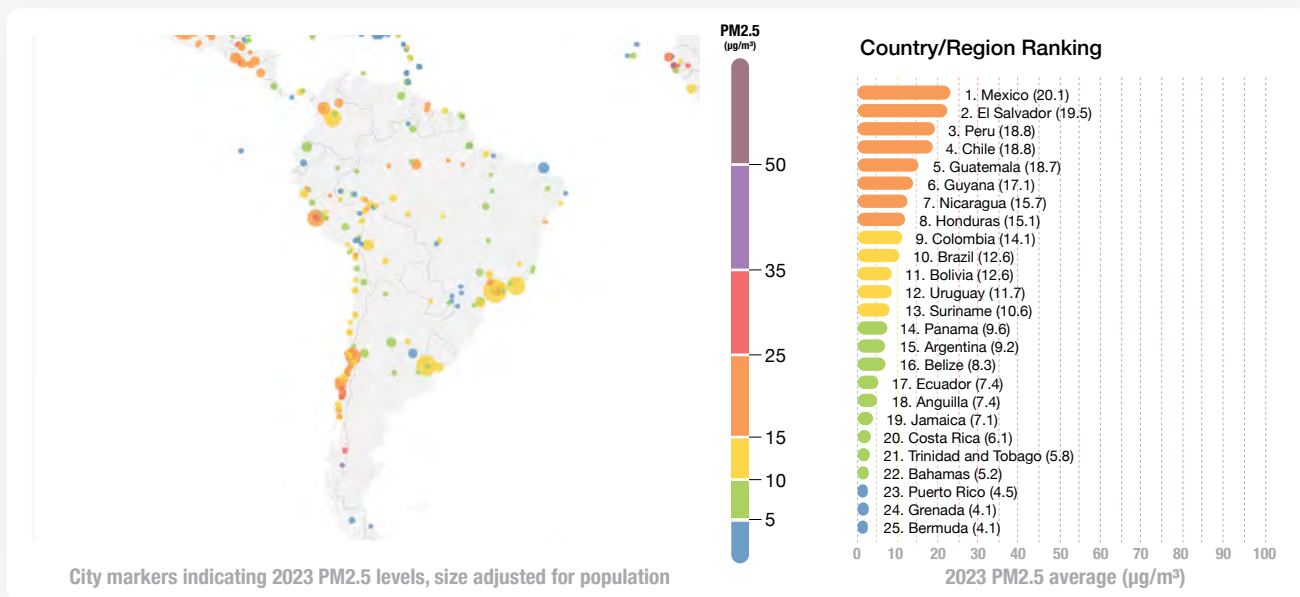 PM2.5
(µg/m³)
50
35
25
15
10
5
City markers indicating 2023 PM2.5 levels, size adjusted for population
Country/Region Ranking
1. Mexico (20.1)
2. El Salvador (19.5)
3. Peru (18.8)
4. Chile (18.8)
5. Guatemala (18.7)
6. Guyana (17.1)
7. Nicaragua (15.7)
8. Honduras (15.1)
9. Colombia (14.1)
10. Brazil (12.6)
11. Bolivia (12.6)
12. Uruguay (11.7)
13. Suriname (10.6)
14. Panama (9.6)
15. Argentina (9.2)
16. Belize (8.3)
17. Ecuador (7.4)
18. Anguilla (7.4)
19. Jamaica (7.1)
20. Costa Rica (6.1)
21. Trinidad and Tobago (5.8)
22. Bahamas (5.2)
23. Puerto Rico (4.5)
24. Grenada (4.1)
25. Bermuda (4.1)
0 10 20 30 40 50 60 70 80 90 100
2023 PM2.5 average (µg/m³)